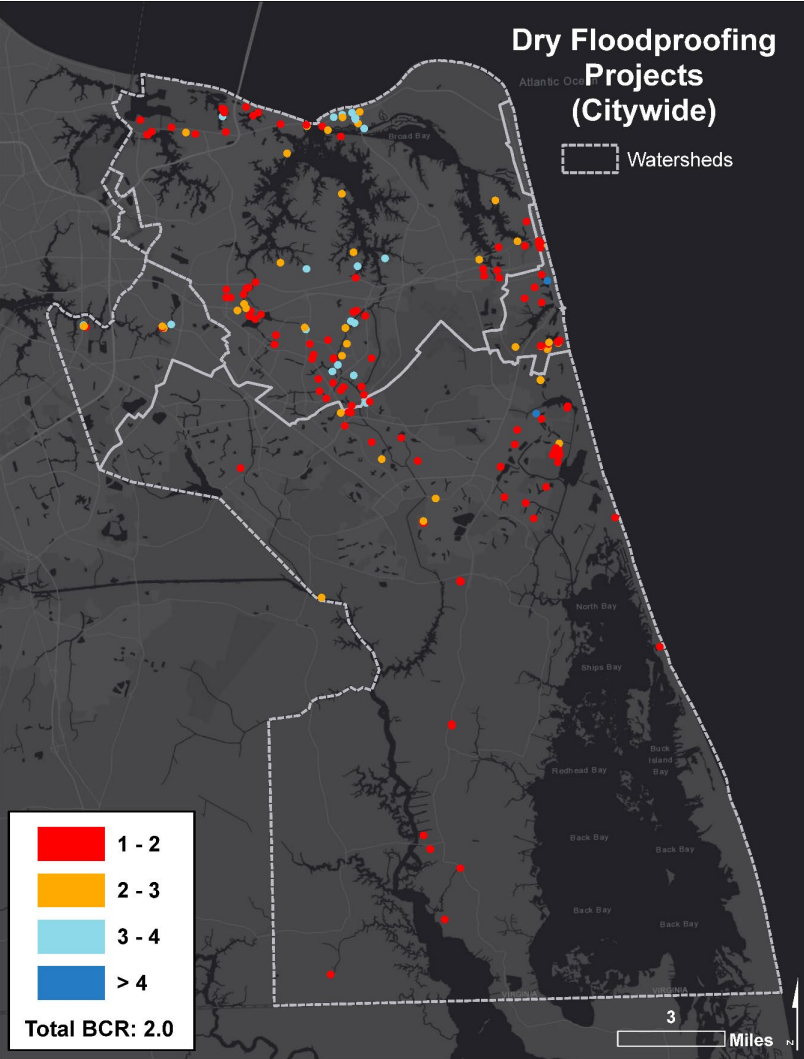 Dry Floodproofing
Projects
(Citywide)
Watersheds
Atlantic Ocean
Broad Bay
North Bay
Ships Bay
Buck
Island
Bay
Redhead Bay
Back Bay
Back Bay
Back Bay
Back Bay
VIRGINIA
VIRGINIA
1 - 2
2 - 3
3 - 4
> 4
Total BCR: 2.0
3
Miles
N